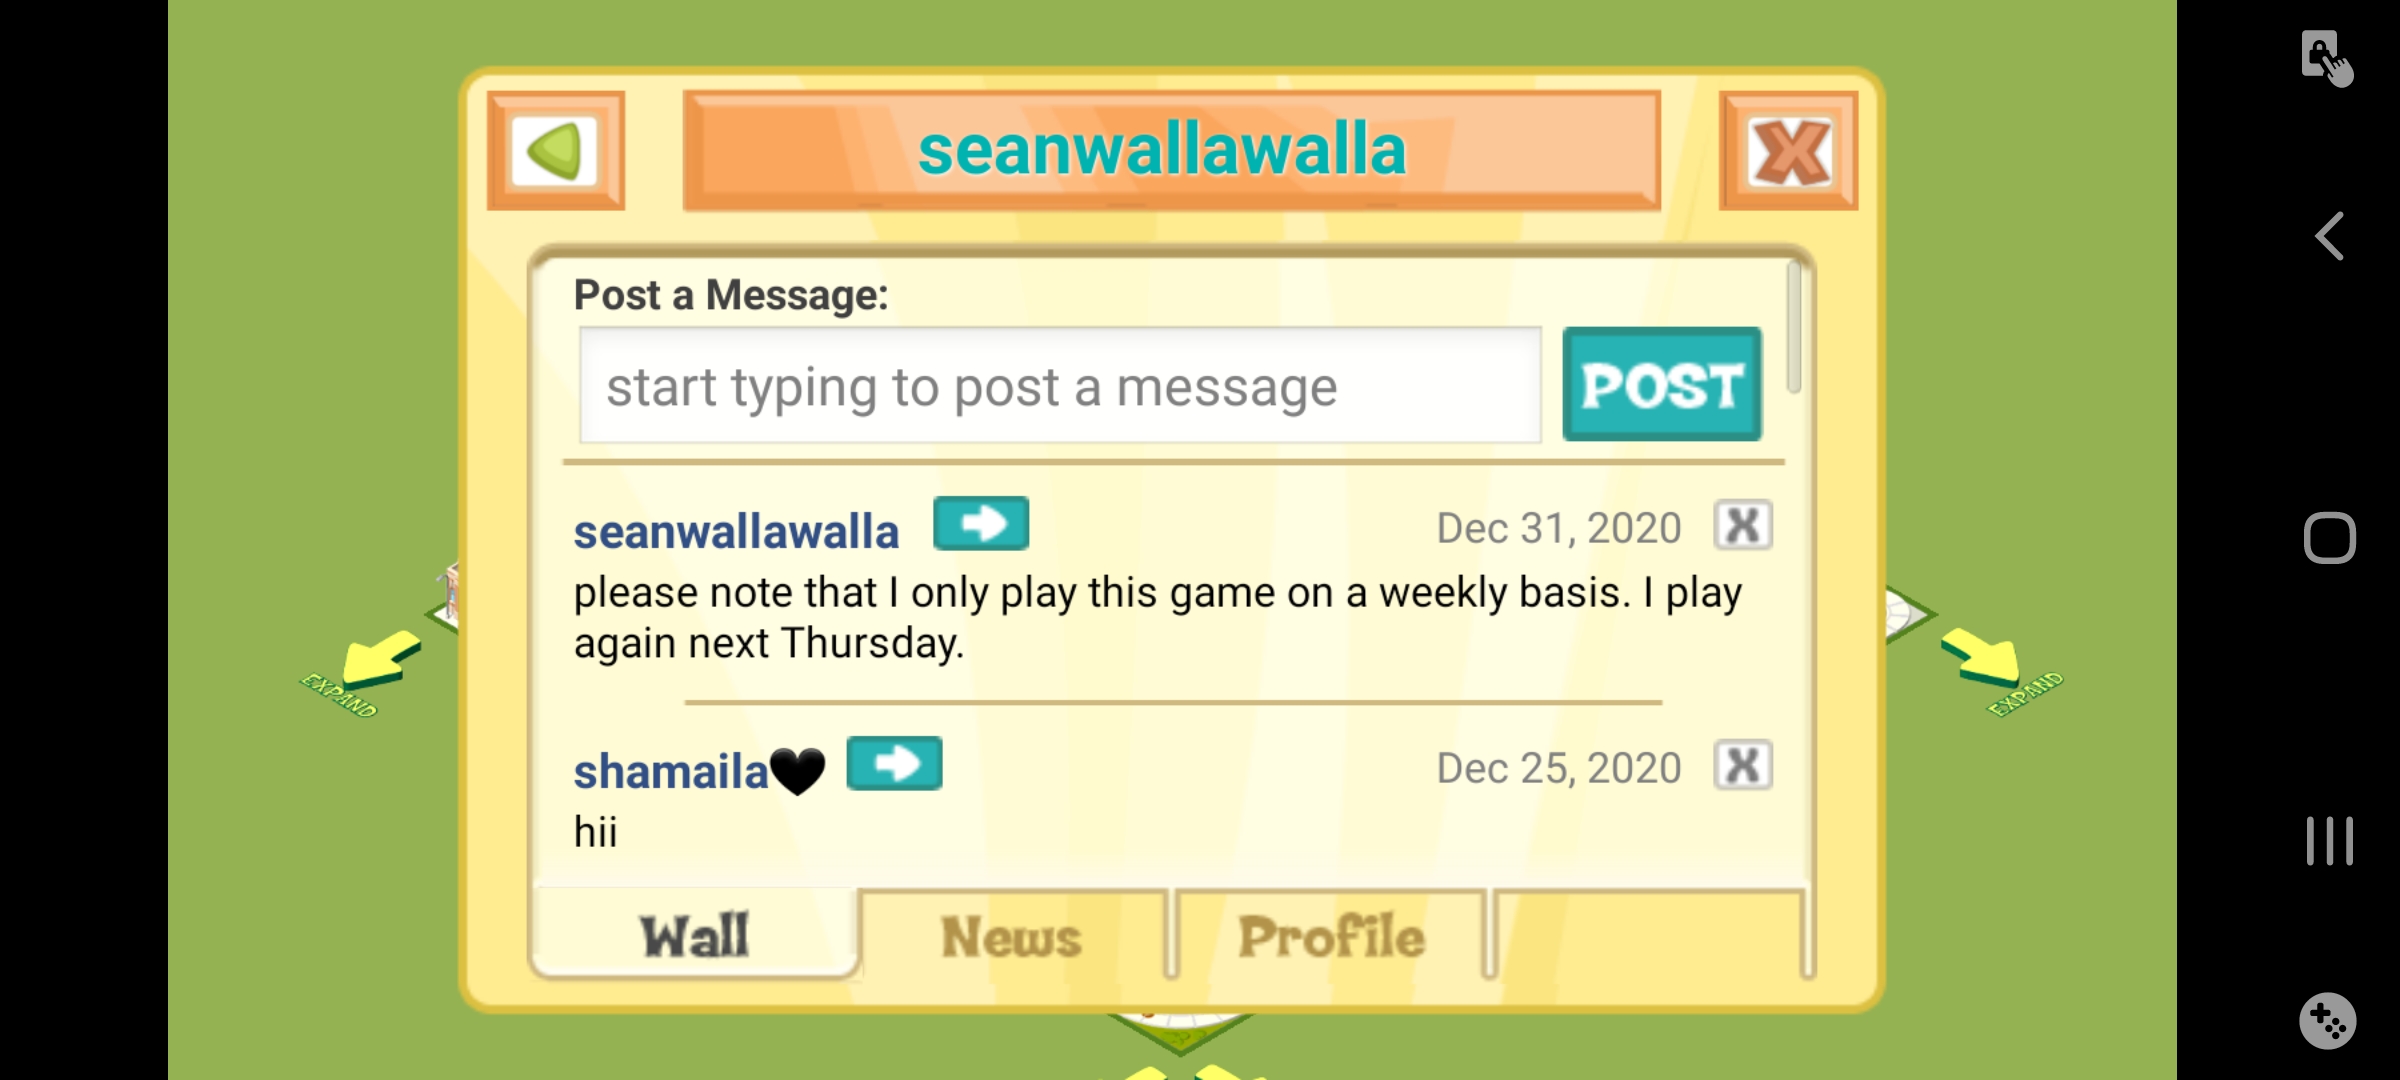 seanwallawalla
Post a Message:
start typing to post a message
POST
seanwallawalla
Dec 31, 2020
X
please note that I only play this game on a weekly basis. I play
again next Thursday.
shamaila🖤
Dec 25, 2020
X
hii
EXPAND
EXPAND
Wall
News
Profile